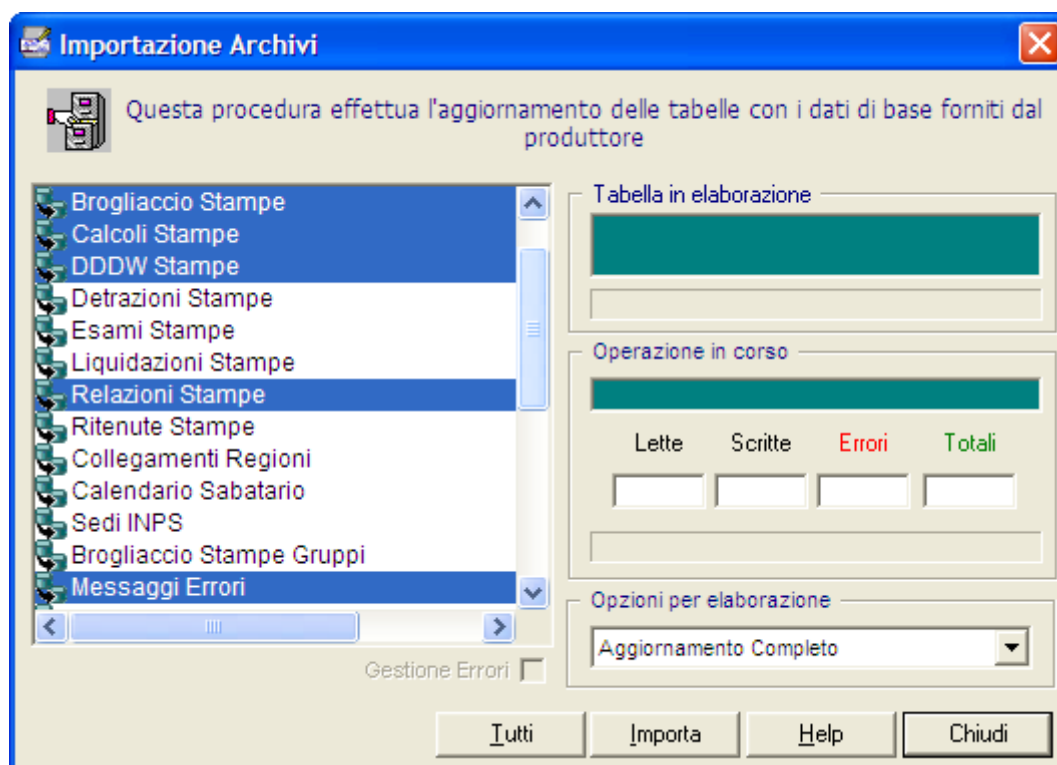 Importazione Archivi
Questa procedura effettua l'aggiornamento delle tabelle con i dati di base forniti dal
produttore
Brogliaccio Stampe
Calcoli Stampe
DDDW Stampe
Detrazioni Stampe
Esami Stampe
Liquidazioni Stampe
Relazioni Stampe
Ritenute Stampe
Collegamenti Regioni
Calendario Sabatario
Sedi INPS
Brogliaccio Stampe Gruppi
Messaggi Errori
Gestione Errori
Tabella in elaborazione
Operazione in corso
Lette Scritte Errori Totali
Opzioni per elaborazione
Aggiornamento Completo
Tutti Importa Help Chiudi